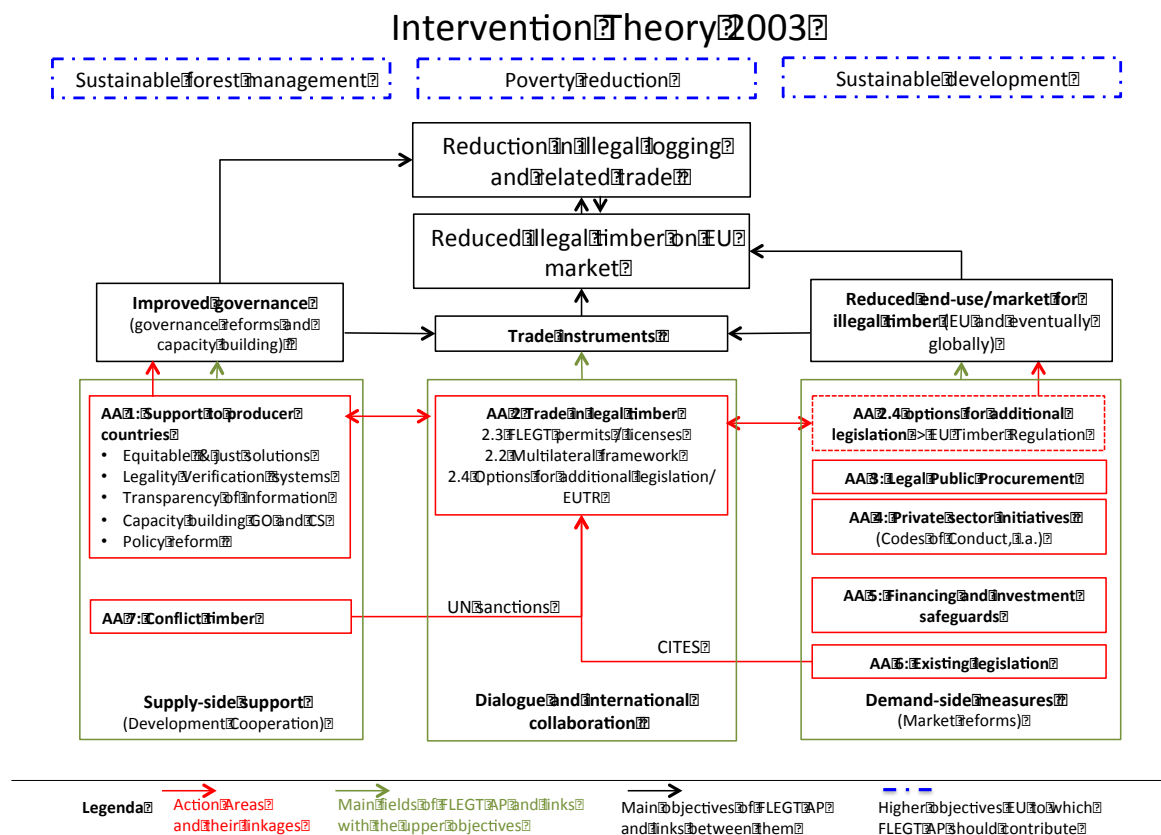 Intervention Theory 2003
Sustainable forest management
Poverty reduction
Sustainable development
Reduction in illegal logging
and related trade
Reduced illegal timber on EU
market
Improved governance
(governance reforms and
capacity building)
Trade instruments
Reduced end-use/market for
illegal timber (EU and eventually
globally)
AA 1: Support to producer
countries
• Equitable & just solutions
• Legality Verification systems
• Transparency of information
• Capacity building GO and CS
• Policy reform
AA 7: Conflict timber
Supply-side support
(Development Cooperation)
AA 2: Trade in legal timber
2.3 FLEGT permits / licenses
2.2 Multilateral framework
2.4 Options for additional legislation/
EUTR
UN sanctions
CITES
Dialogue and international
collaboration
AA 2.4 options for additional
legislation => EU Timber Regulation
AA 3: Legal Public Procurement
AA 4: Private sector initiatives
(Codes of Conduct, i.a.)
AA 5: Financing and investment
safeguards
AA 6: Existing legislation
Demand-side measures
(Market reforms)
Legenda
Action Areas
and their linkages
Main fields of FLEGT AP and links
with the upper objectives
Main objectives of FLEGT AP
and links between them
Higher objectives EU to which
FLEGT AP should contribute